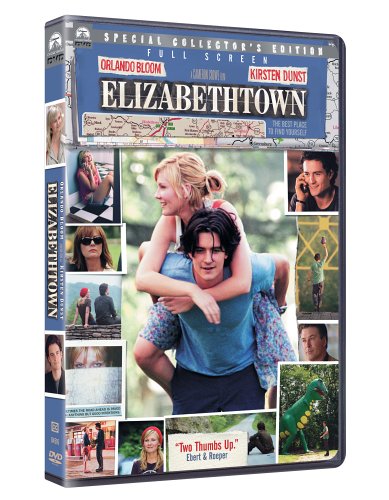 SPECIAL COLLECTOR'S EDITION
FULL SCREEN
ORLANDO BLOOM
KIRSTEN DUNST
A CAMERON CROWE FILM
ELIZABETHTOWN
THE BEST PLACE
TO FIND YOURSELF
"Two Thumbs Up."
Ebert & Roeper
DVD
ORLANDO BLOOM
KIRSTEN DUNST
ELIZABETHTOWN
DVD